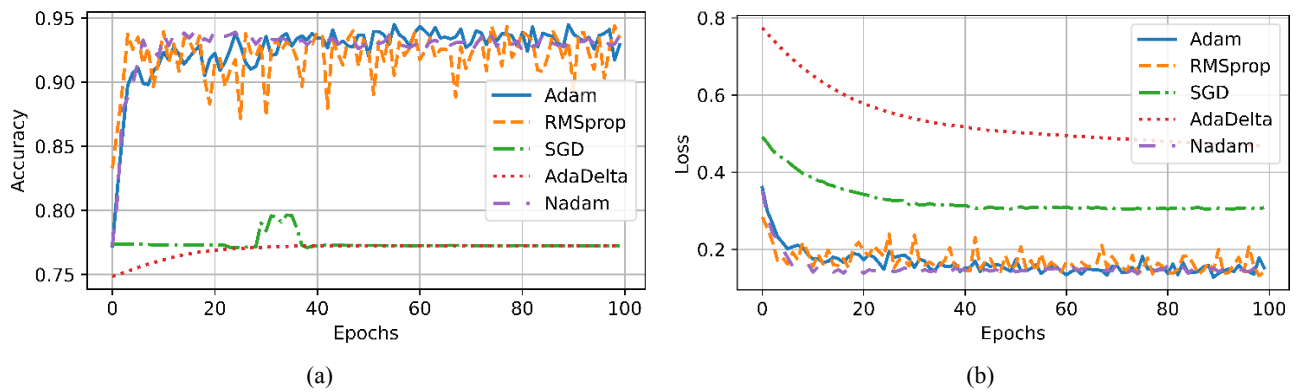 0.95
0.90
0.85
0.80
0.75
Accuracy
0 20 40 60 80 100
Epochs
Adam
RMSprop
SGD
AdaDelta
Nadam
(a)
0.8
0.6
0.4
0.2
Loss
0 20 40 60 80 100
Epochs
Adam
RMSprop
SGD
AdaDelta
Nadam
(b)